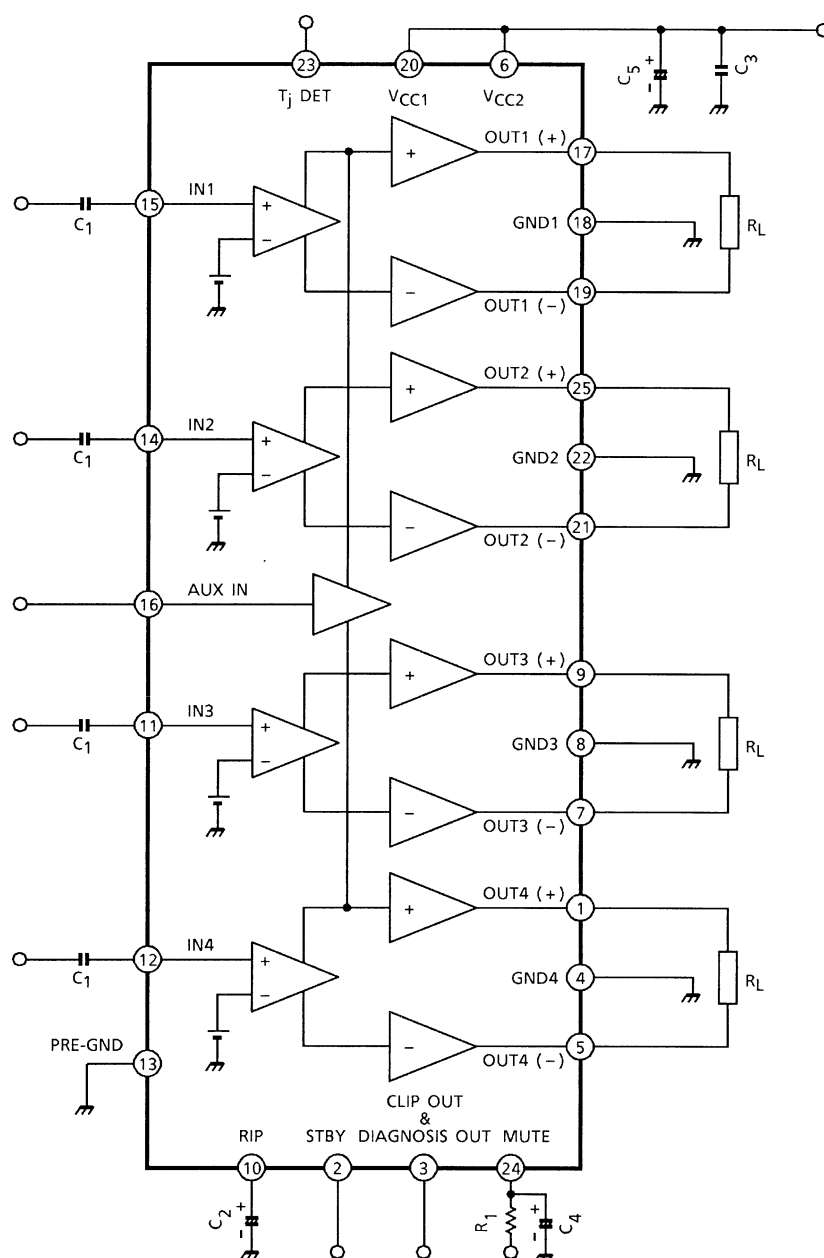 23 20 6
C5 + - C3
Tj DET VCC1 VCC2
OUT1 (+)
+ 17
15 IN1
C1
+
-
GND1 18
RL
- 19
OUT1 (-)
OUT2 (+)
+ 25
14 IN2
C1
+
-
GND2 22
RL
- 21
OUT2 (-)
16 AUX IN
OUT3 (+)
+ 9
11 IN3
C1
+
-
GND3 8
RL
- 7
OUT3 (-)
OUT4 (+)
+ 1
12 IN4
C1
+
-
GND4 4
RL
PRE-GND
13
- 5
OUT4 (-)
CLIP OUT
&
RIP STBY DIAGNOSIS OUT MUTE
10 2 3 24
C2 + - R1 + - C4